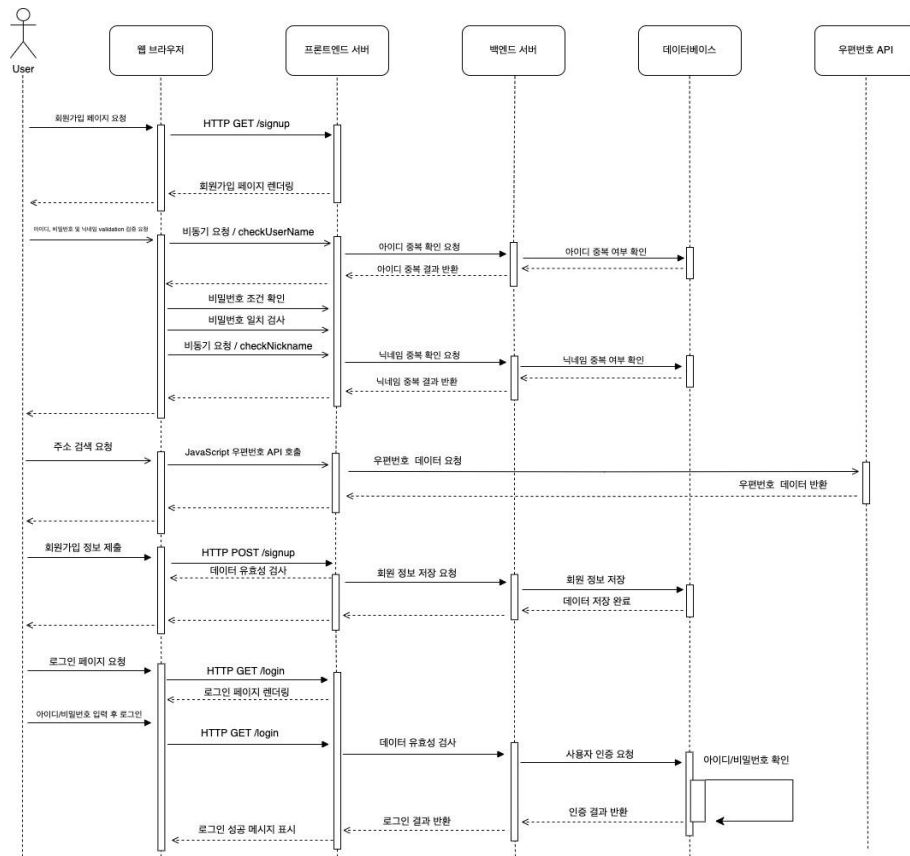 User
웹 브라우저
프론트엔드 서버
백엔드 서버
데이터베이스
우편번호 API
회원가입 페이지 요청
HTTP GET /signup
회원가입 페이지 렌더링
아이디, 비밀번호 및 닉네임 validation 검증 요청
비동기 요청 / checkUserName
아이디 중복 확인 요청
아이디 중복 여부 확인
아이디 중복 결과 반환
비밀번호 조건 확인
비밀번호 일치 검사
비동기 요청 / checkNickname
닉네임 중복 확인 요청
닉네임 중복 여부 확인
닉네임 중복 결과 반환
주소 검색 요청
JavaScript 우편번호 API 호출
우편번호 데이터 요청
우편번호 데이터 반환
회원가입 정보 제출
HTTP POST /signup
데이터 유효성 검사
회원 정보 저장 요청
회원 정보 저장
데이터 저장 완료
로그인 페이지 요청
HTTP GET /login
로그인 페이지 렌더링
아이디/비밀번호 입력 후 로그인
HTTP GET /login
데이터 유효성 검사
사용자 인증 요청
아이디/비밀번호 확인
인증 결과 반환
로그인 결과 반환
로그인 성공 메시지 표시